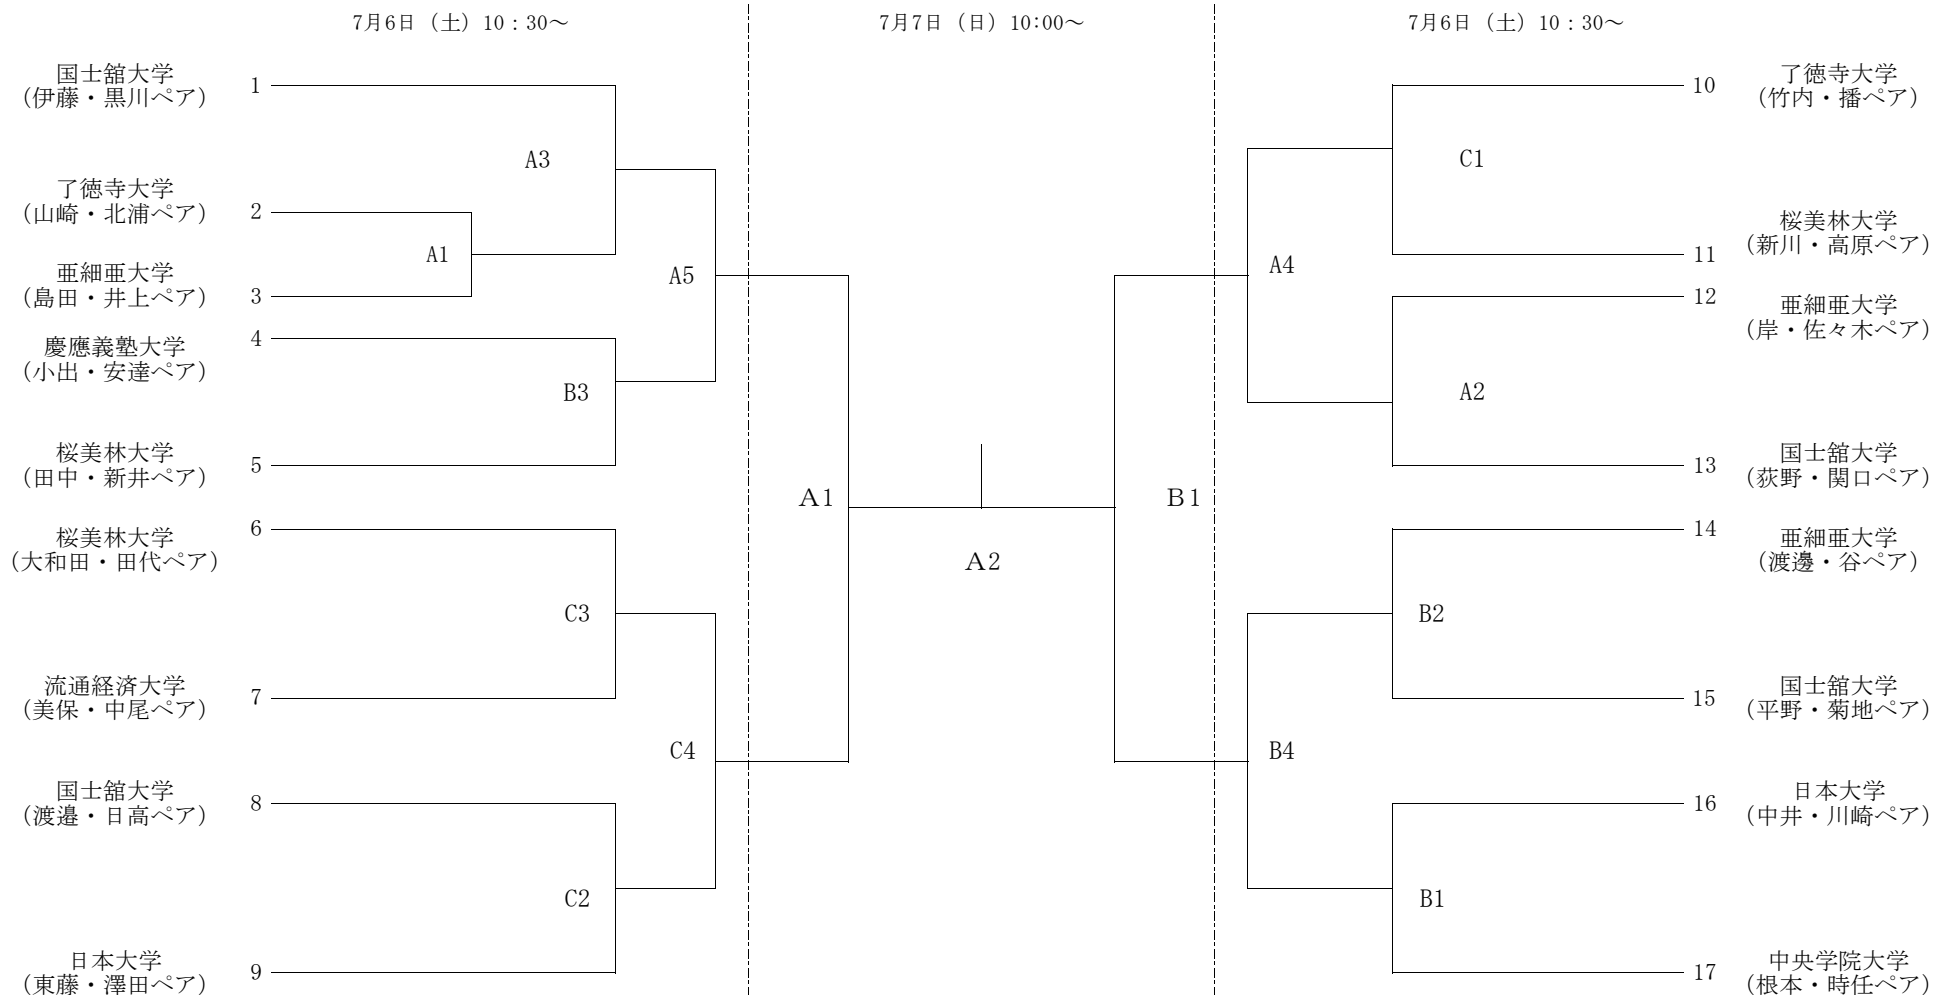 7月6日（土）10：30～
7月7日（日）10:00～
7月6日（土）10：30～
国士舘大学
（伊藤・黒川ペア）
1
A3
了徳寺大学
（山崎・北浦ペア）
2
A1
亜細亜大学
（島田・井上ペア）
3
A5
慶應義塾大学
（小出・安達ペア）
4
B3
桜美林大学
（田中・新井ペア）
5
桜美林大学
（大和田・田代ペア）
6
C3
流通経済大学
（美保・中尾ペア）
7
C4
国士舘大学
（渡邉・日高ペア）
8
C2
日本大学
（東藤・澤田ペア）
9
A1
A2
B1
10
了徳寺大学
（竹内・播ペア）
C1
11
桜美林大学
（新川・高原ペア）
A4
12
亜細亜大学
（岸・佐々木ペア）
A2
13
国士舘大学
（荻野・関口ペア）
14
亜細亜大学
（渡邊・谷ペア）
B2
15
国士舘大学
（平野・菊地ペア）
B4
16
日本大学
（中井・川崎ペア）
B1
17
中央学院大学
（根本・時任ペア）